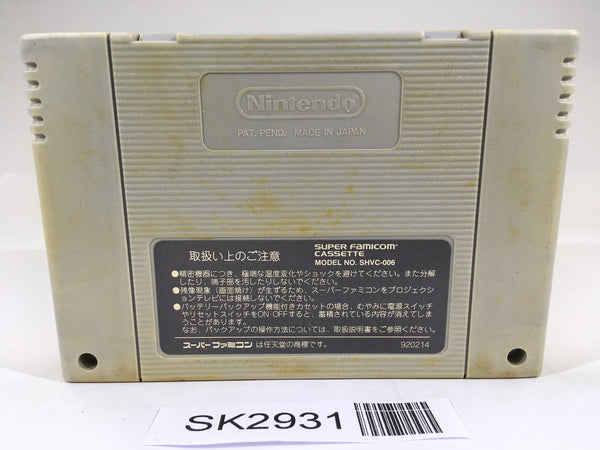 Nintendo
PAT. PEND. MADE IN JAPAN
取扱い上のご注意
SUPER FAMICOM
CASSETTE
MODEL NO. SHVC-006
●精密機器につき、極端な温度変化やショックを避けてください。また分解
したり、端子部を汚したりしないでください。
●残像現象（画面焼け）が生ずるため、スーパーファミコンをプロジェクシ
ョンテレビには接続しないでください。
●バッテリーバックアップ機能付きカセットの場合、むやみに電源スイッチ
やリセットスイッチをON・OFFすると、蓄積されている内容が消えてしま
うことがあります。
なお、バックアップの操作方法については、取扱説明書をご参照ください。
スーパーファミコン は任天堂の商標です。
920214
SK2931